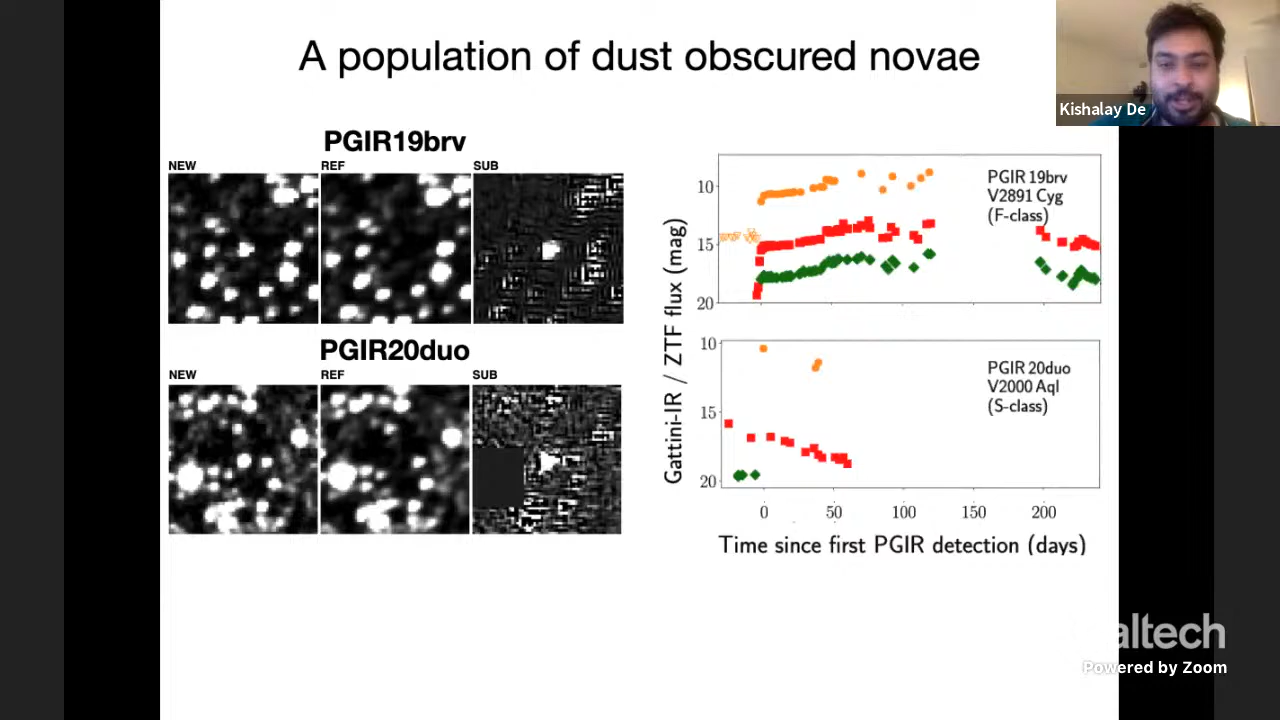 A population of dust obscured novae
Kishalay De
PGIR19brv
NEW REF SUB
PGIR20duo
NEW REF SUB
Gattini-IR / ZTF flux (mag)
10
15
20
PGIR 19brv
V2891 Cyg
(F-class)
10
15
20
PGIR 20duo
V2000 Aql
(S-class)
0 50 100 150 200
Time since first PGIR detection (days)
altech
Powered by Zoom